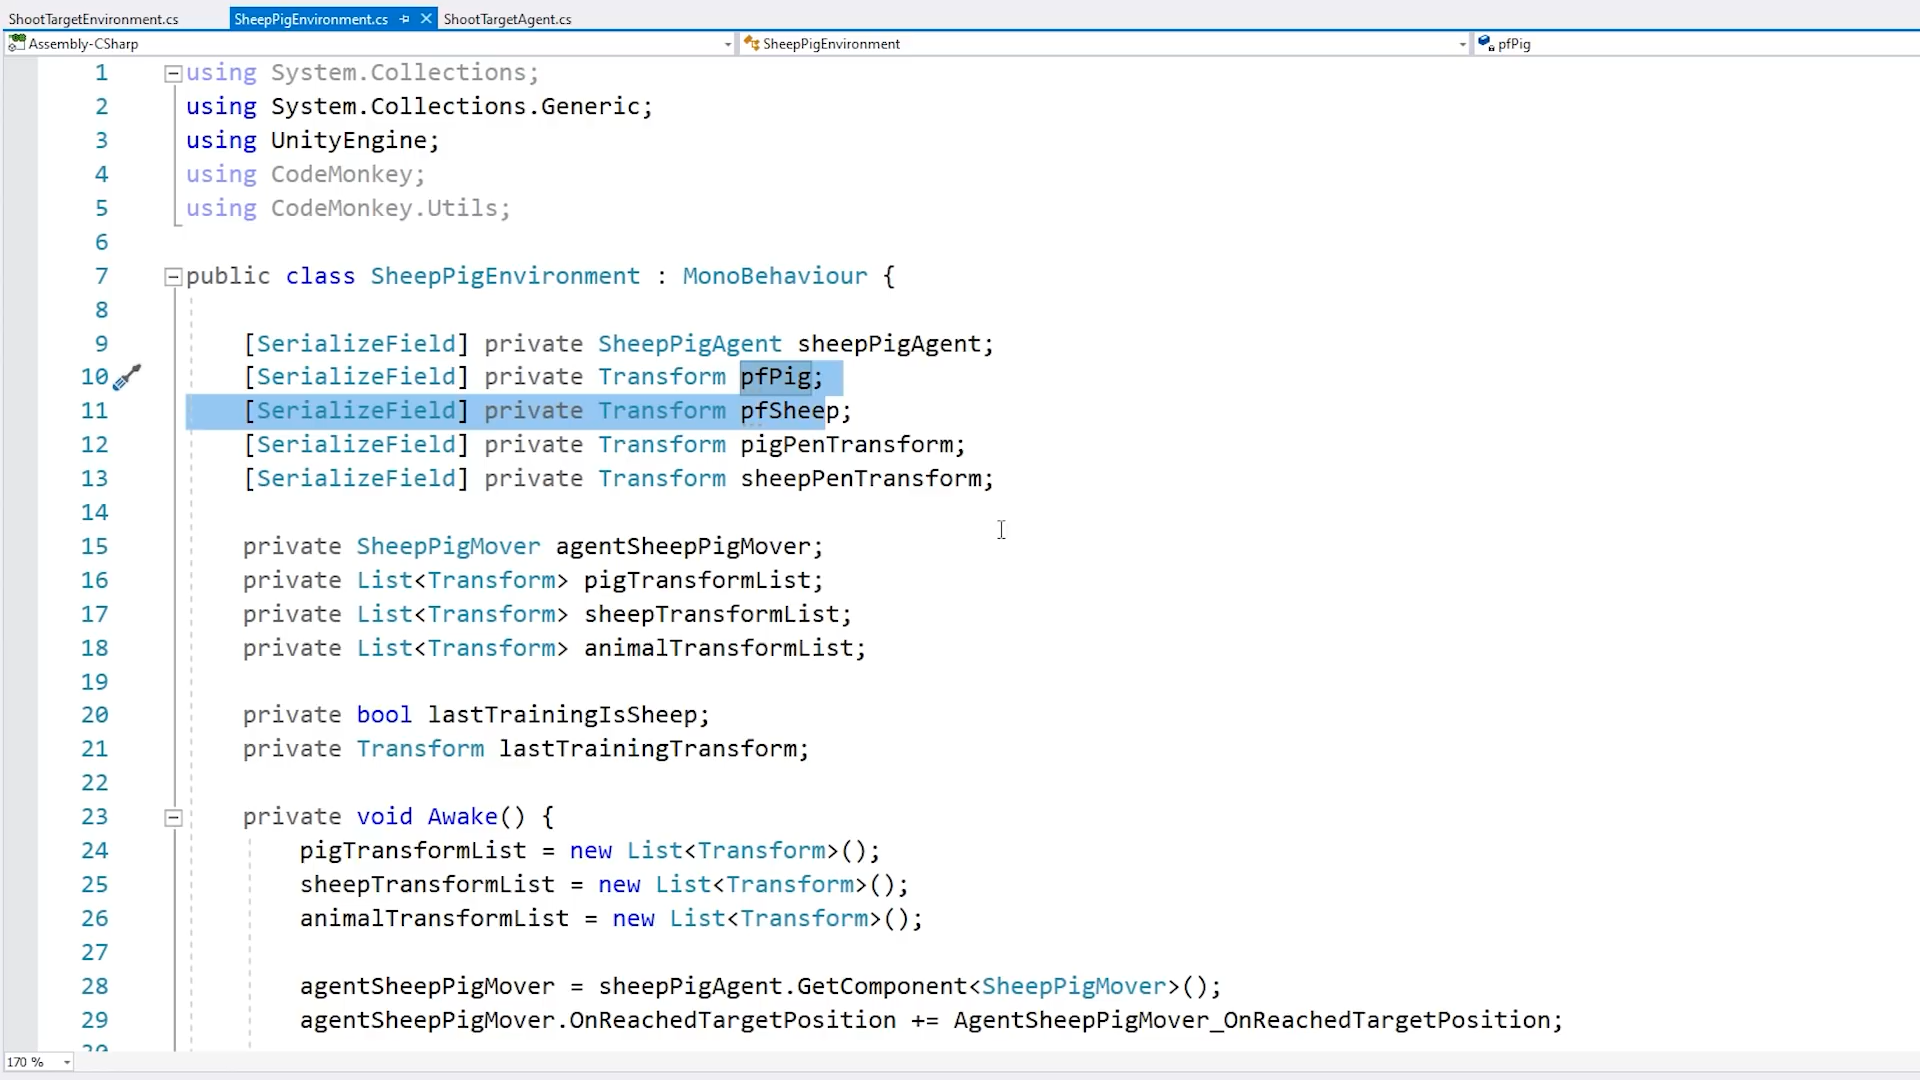 ShootTargetEnvironment.cs SheepPigEnvironment.cs ShootTargetAgent.cs
Assembly-CSharp SheepPigEnvironment pfPig
1 using System.Collections;
2 using System.Collections.Generic;
3 using UnityEngine;
4 using CodeMonkey;
5 using CodeMonkey.Utils;
6
7 public class SheepPigEnvironment : MonoBehaviour {
8
9 [SerializeField] private SheepPigAgent sheepPigAgent;
10 [SerializeField] private Transform pfPig;
11 [SerializeField] private Transform pfSheep;
12 [SerializeField] private Transform pigPenTransform;
13 [SerializeField] private Transform sheepPenTransform;
14
15 private SheepPigMover agentSheepPigMover;
16 private List<Transform> pigTransformList;
17 private List<Transform> sheepTransformList;
18 private List<Transform> animalTransformList;
19
20 private bool lastTrainingIsSheep;
21 private Transform lastTrainingTransform;
22
23 private void Awake() {
24 pigTransformList = new List<Transform>();
25 sheepTransformList = new List<Transform>();
26 animalTransformList = new List<Transform>();
27
28 agentSheepPigMover = sheepPigAgent.GetComponent<SheepPigMover>();
29 agentSheepPigMover.OnReachedTargetPosition += AgentSheepPigMover_OnReachedTargetPosition;
30
170 %